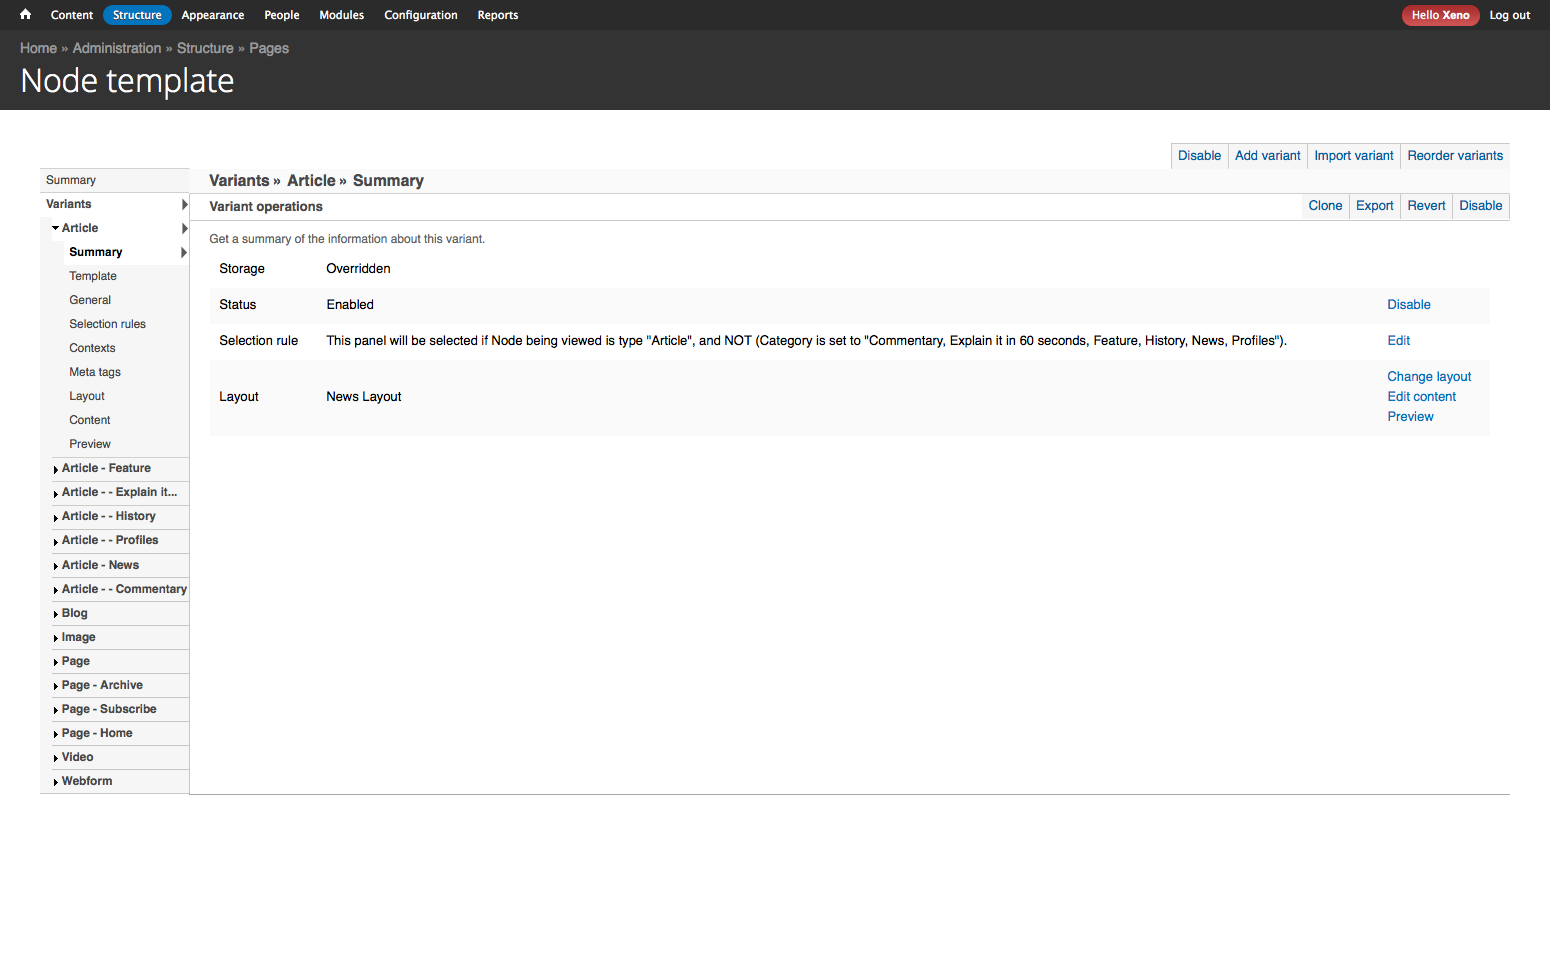 Content Structure Appearance People Modules Configuration Reports Hello Xeno Log out
Home » Administration » Structure » Pages
Node template
Disable Add variant Import variant Reorder variants
Summary
Variants
Article
Summary
Template
General
Selection rules
Contexts
Meta tags
Layout
Content
Preview
Article - Feature
Article - - Explain it...
Article - - History
Article - - Profiles
Article - News
Article - - Commentary
Blog
Image
Page
Page - Archive
Page - Subscribe
Page - Home
Video
Webform
Variants » Article » Summary
Variant operations Clone Export Revert Disable
Get a summary of the information about this variant.
Storage Overridden
Status Enabled Disable
Selection rule This panel will be selected if Node being viewed is type "Article", and NOT (Category is set to "Commentary, Explain it in 60 seconds, Feature, History, News, Profiles"). Edit
Layout News Layout
Change layout
Edit content
Preview